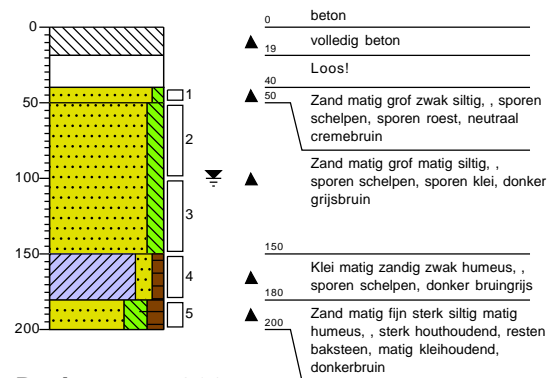 0
50
100
150
200
1
2
3
4
5
0
beton
19
volledig beton
Loos!
40
50
Zand matig grof zwak siltig, , sporen
schelpen, sporen roest, neutraal
cremebruin
Zand matig grof matig siltig, ,
sporen schelpen, sporen klei, donker
grijsbruin
150
Klei matig zandig zwak humeus, ,
sporen schelpen, donker bruingrijs
180
Zand matig fijn sterk siltig matig
humeus, , sterk houthoudend, resten
baksteen, matig kleihoudend,
donkerbruin
200